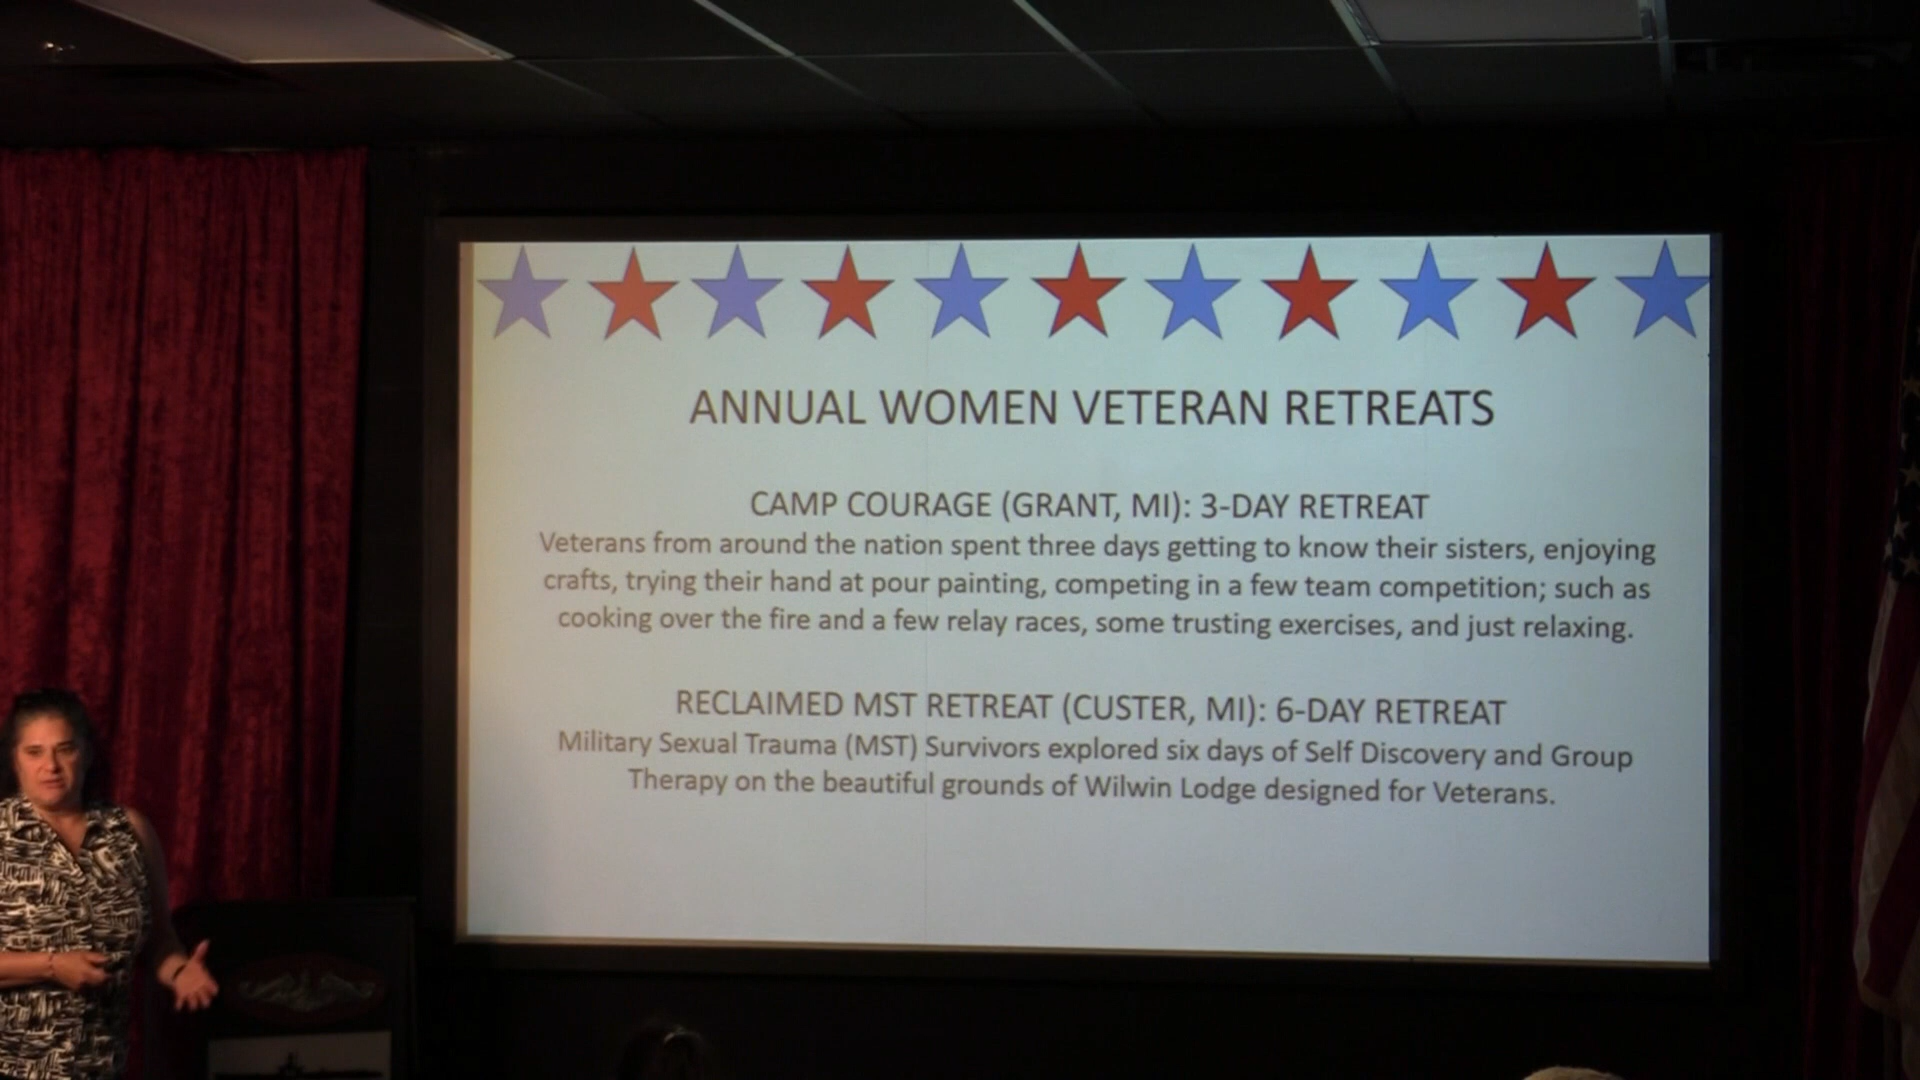 ANNUAL WOMEN VETERAN RETREATS
CAMP COURAGE (GRANT, MI): 3-DAY RETREAT
Veterans from around the nation spent three days getting to know their sisters, enjoying
crafts, trying their hand at pour painting, competing in a few team competition; such as
cooking over the fire and a few relay races, some trusting exercises, and just relaxing.
RECLAIMED MST RETREAT (CUSTER, MI): 6-DAY RETREAT
Military Sexual Trauma (MST) Survivors explored six days of Self Discovery and Group
Therapy on the beautiful grounds of Wilwin Lodge designed for Veterans.